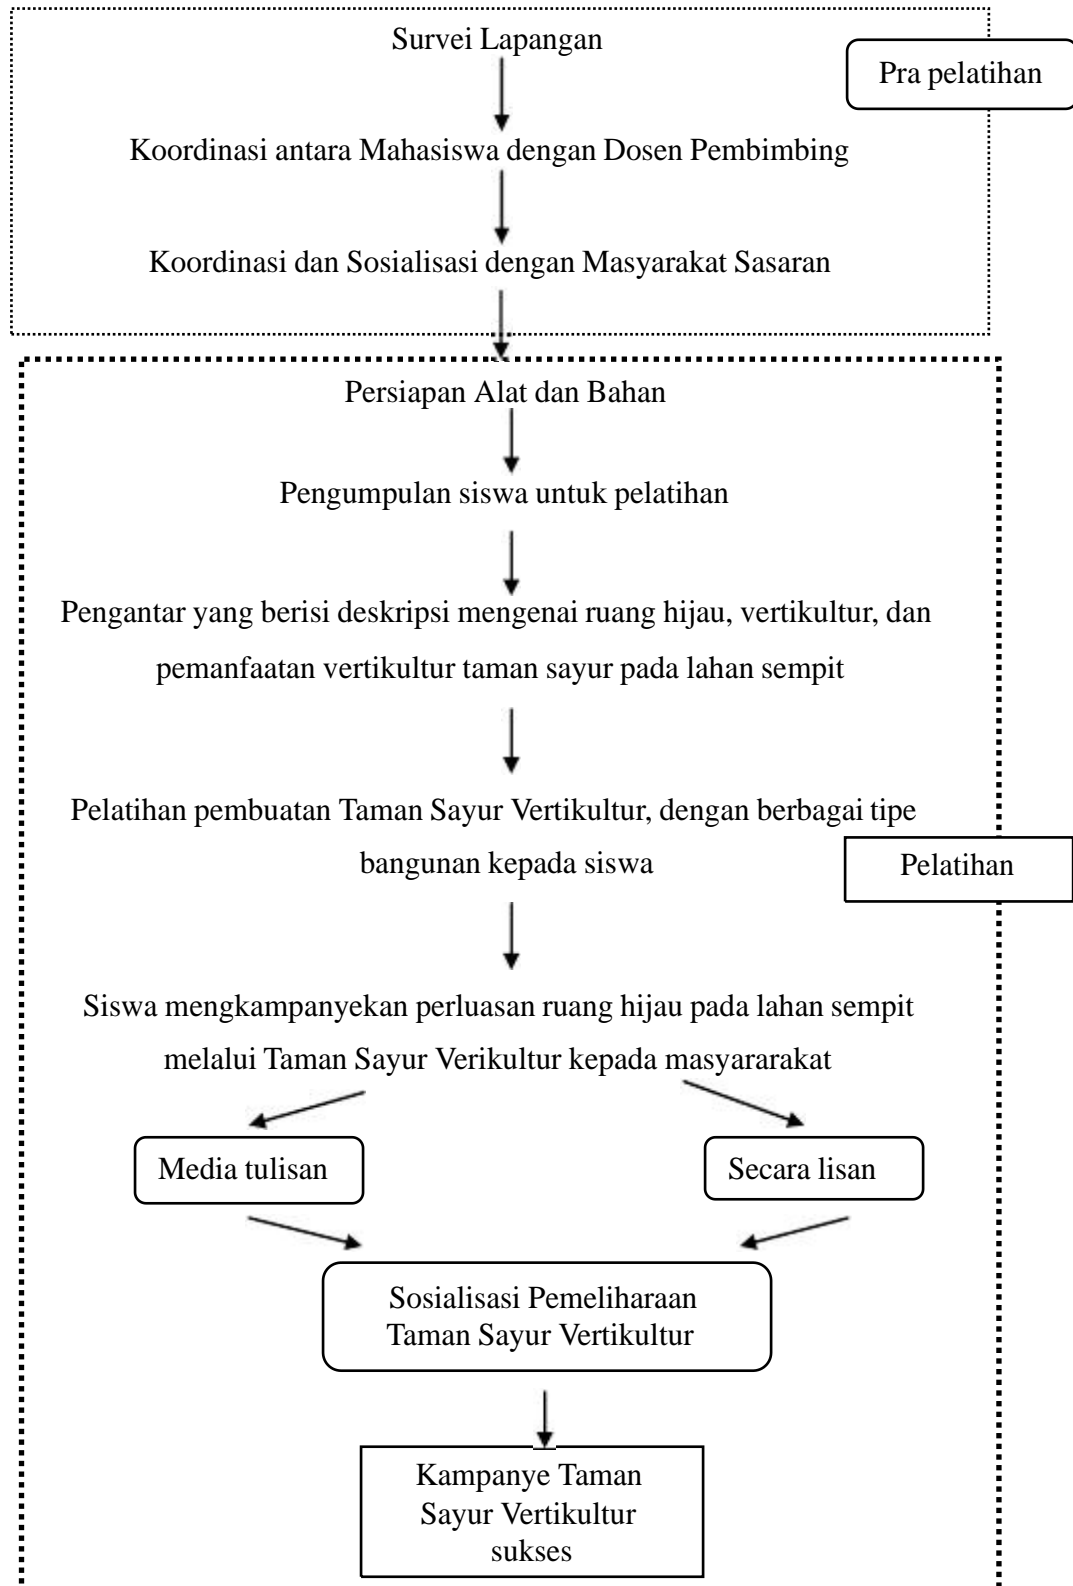 Survei Lapangan
Pra pelatihan
Koordinasi antara Mahasiswa dengan Dosen Pembimbing
Koordinasi dan Sosialisasi dengan Masyarakat Sasaran
Persiapan Alat dan Bahan
Pengumpulan siswa untuk pelatihan
Pengantar yang berisi deskripsi mengenai ruang hijau, vertikultur, dan
pemanfaatan vertikultur taman sayur pada lahan sempit
Pelatihan pembuatan Taman Sayur Vertikultur, dengan berbagai tipe
bangunan kepada siswa
Pelatihan
Siswa mengkampanyekan perluasan ruang hijau pada lahan sempit
melalui Taman Sayur Verikultur kepada masyararakat
Media tulisan
Secara lisan
Sosialisasi Pemeliharaan
Taman Sayur Vertikultur
Kampanye Taman
Sayur Vertikultur
sukses